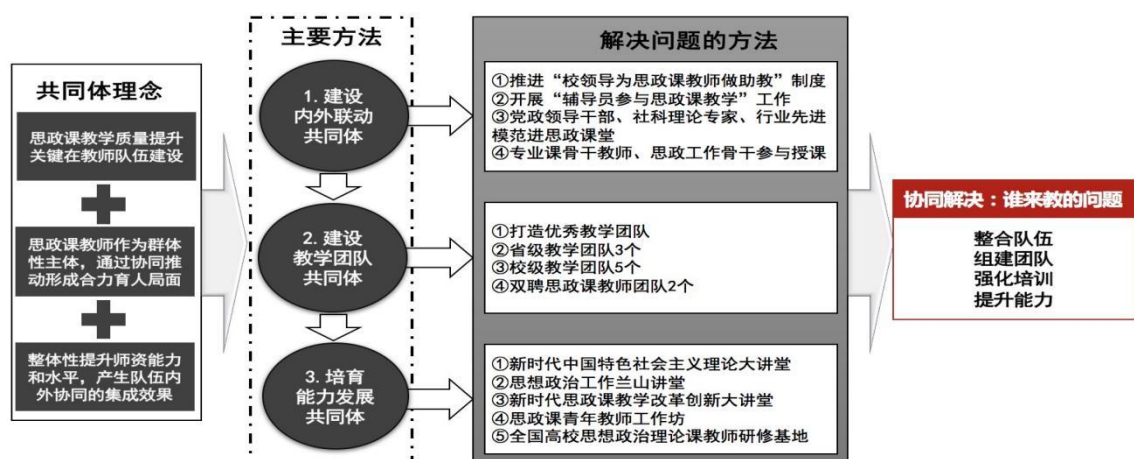 共同体理念
思政课教学质量提升
关键在教师队伍建设
思政课教师作为群体
性主体，通过协同推
动形成合力育人局面
整体性提升师资能力
和水平，产生队伍内
外协同的集成效果
主要方法
1. 建设
内外联动
共同体
2. 建设
教学团队
共同体
3. 培育
能力发展
共同体
解决问题的方法
①推进“校领导为思政课教师做助教”制度
②开展“辅导员参与思政课教学”工作
③党政领导干部、社科理论专家、行业先进
模范进思政课堂
④专业课骨干教师、思政工作骨干参与授课
①打造优秀教学团队
②省级教学团队3个
③校级教学团队5个
④双聘思政课教师团队2个
①新时代中国特色社会主义理论大讲堂
②思想政治工作兰山讲堂
③新时代思政课教学改革创新大讲堂
④思政课青年教师工作坊
⑤全国高校思想政治理论课教师研修基地
协同解决：谁来教的问题
整合队伍
组建团队
强化培训
提升能力